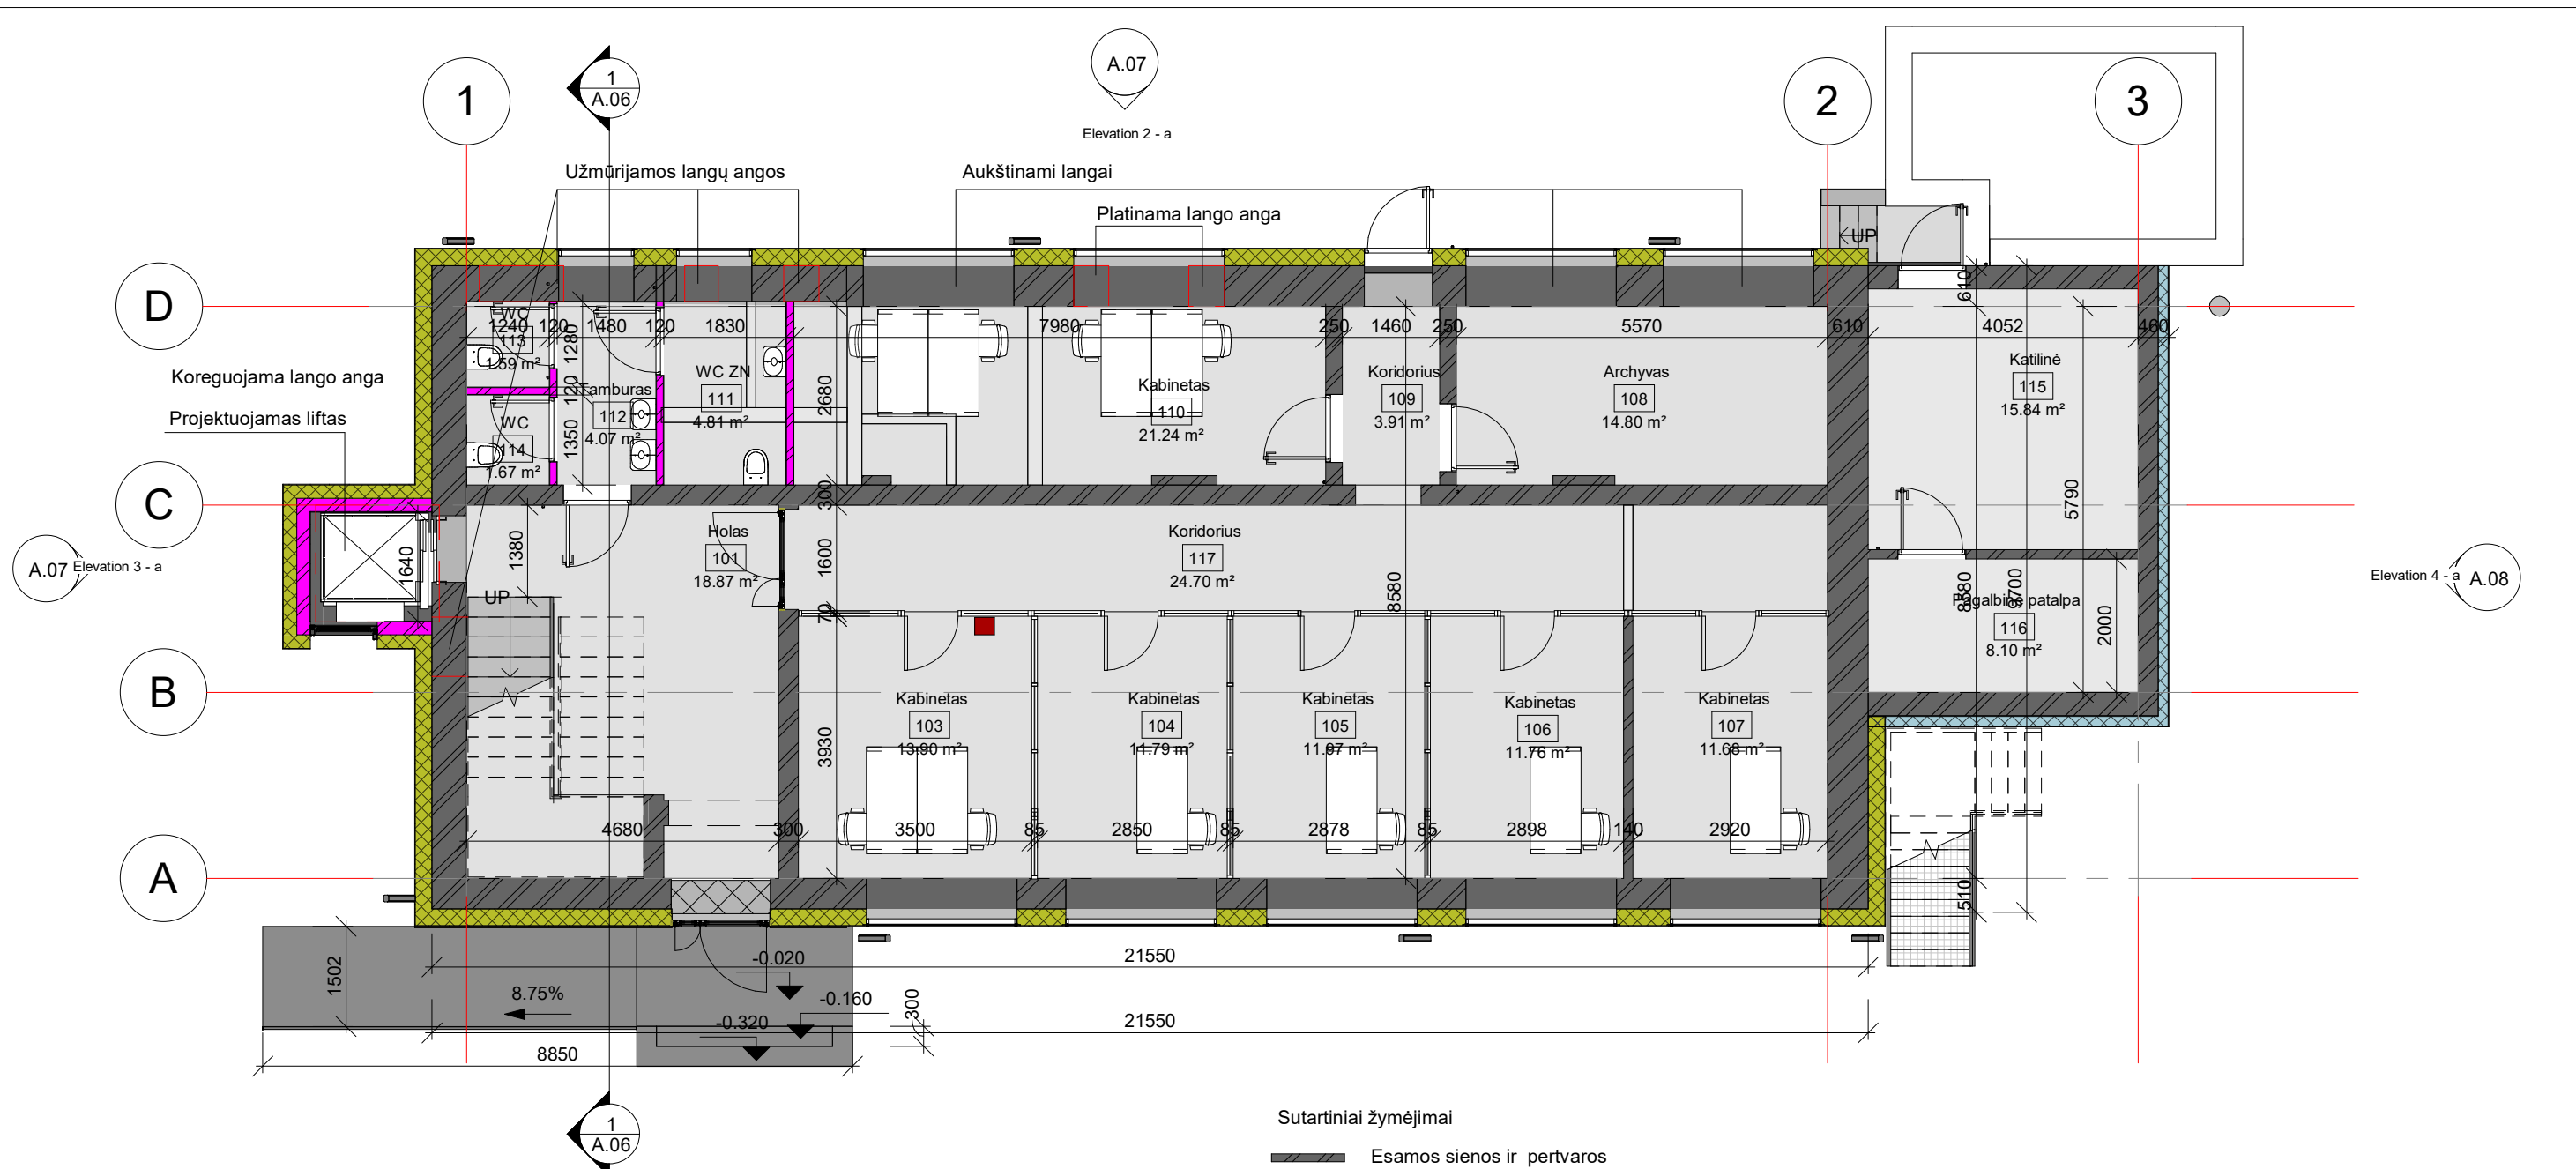 1
A.06
A.07
Elevation 2 - a
1
2
3
Užmūrijamos langų angos
Aukštinami langai
Platinama lango anga
UP
D
610
1240
120
1480
120
1830
7980
250
1460
250
5570
610
4052
460
WC
113
1.59 m²
1280
120
1350
Tamburas
112
4.07 m²
WC ZN
111
4.81 m²
2680
Kabinetas
110
21.24 m²
Koridorius
109
3.91 m²
Archyvas
108
14.80 m²
Katilinė
115
15.84 m²
Koreguojama lango anga
Projektuojamas liftas
WC
114
1.67 m²
C
300
1640
1380
Holas
101
18.87 m²
1600
Koridorius
117
24.70 m²
5790
A.07
Elevation 3 - a
Elevation 4 - a
A.08
UP
70
8580
8580
9700
Pagalbinė patalpa
116
8.10 m²
2000
B
Kabinetas
103
13.90 m²
Kabinetas
104
11.79 m²
Kabinetas
105
11.97 m²
Kabinetas
106
11.76 m²
Kabinetas
107
11.68 m²
3930
A
4680
300
3500
85
2850
85
2878
85
2898
140
2920
510
1502
8.75%
-0.020
-0.160
-0.320
300
21550
21550
8850
1
A.06
Sutartiniai žymėjimai
Esamos sienos ir pertvaros